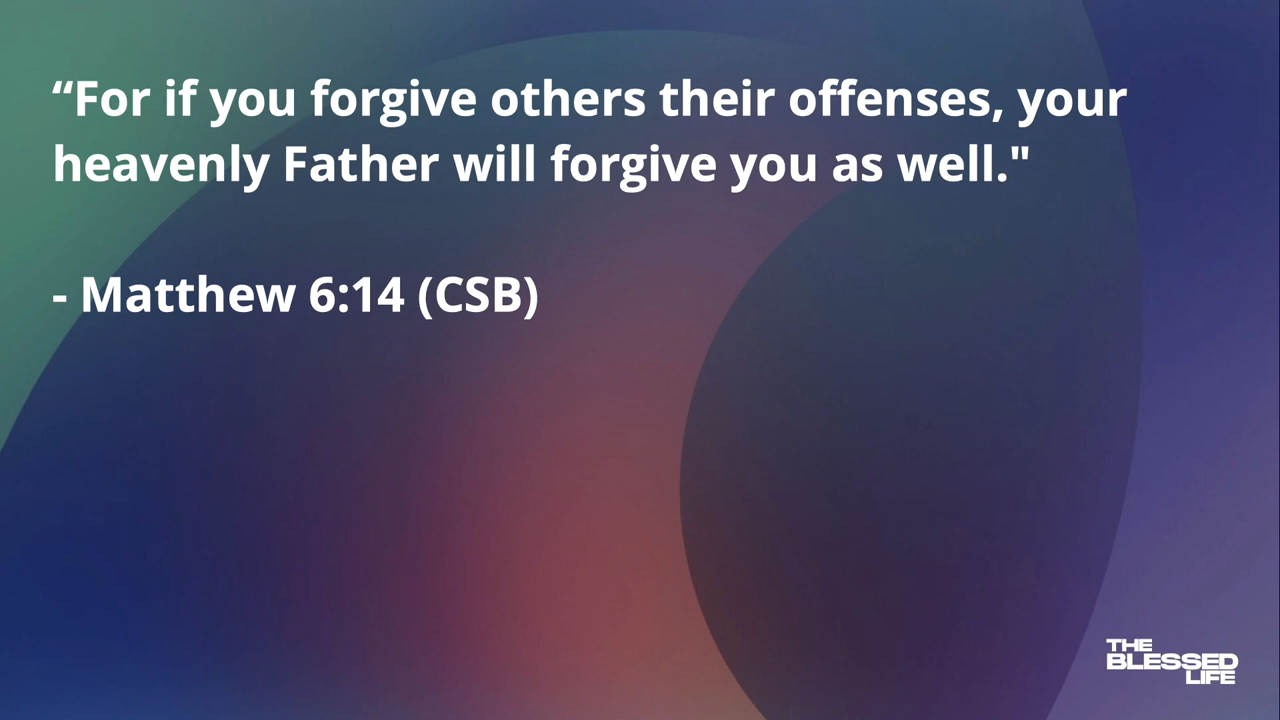 “For if you forgive others their offenses, your
heavenly Father will forgive you as well."
- Matthew 6:14 (CSB)
THE
BLESSED
LIFE